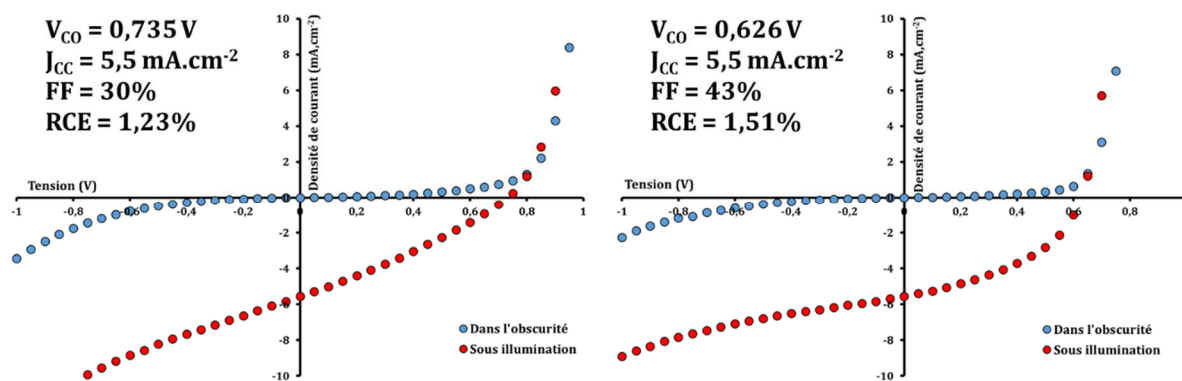 V_CO = 0,735 V
J_CC = 5,5 mA.cm⁻²
FF = 30%
RCE = 1,23%
Densité de courant (mA,cm⁻²)
Tension (V)
10
8
6
4
2
0
-2
-4
-6
-8
-10
-1
-0,8
-0,6
-0,4
-0,2
0
0,2
0,4
0,6
0,8
1
Dans l'obscurité
Sous illumination
V_CO = 0,626 V
J_CC = 5,5 mA.cm⁻²
FF = 43%
RCE = 1,51%
Densité de courant (mA,cm⁻²)
Tension (V)
10
8
6
4
2
0
-2
-4
-6
-8
-10
-1
-0,8
-0,6
-0,4
-0,2
0
0,2
0,4
0,6
0,8
Dans l'obscurité
Sous illumination